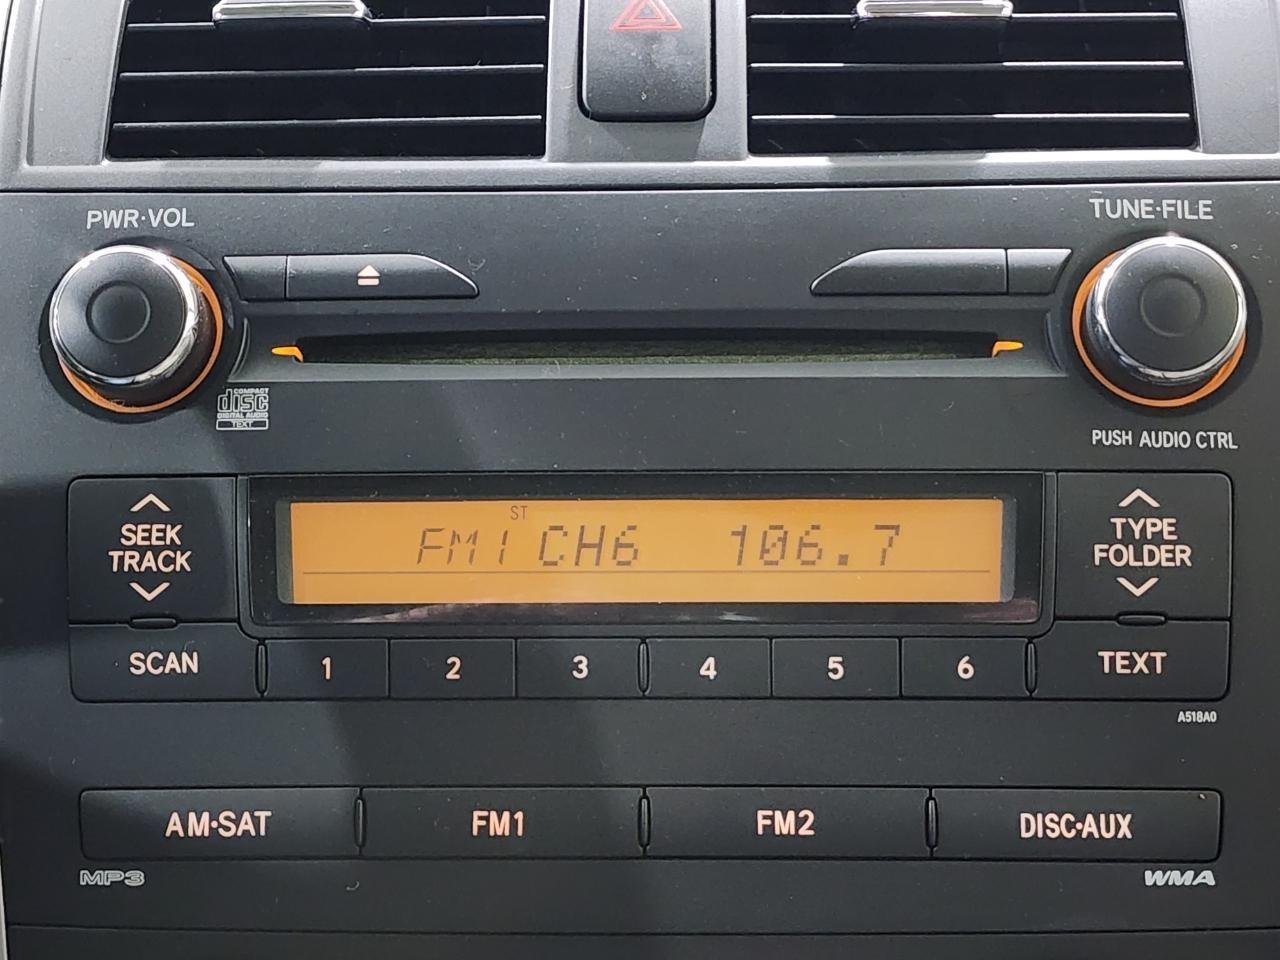 PWR·VOL
TUNE·FILE
COMPACT
disc
DIGITAL AUDIO
TEXT
PUSH AUDIO CTRL
SEEK
TRACK
ST
FM1 CH6 106.7
TYPE
FOLDER
SCAN
1
2
3
4
5
6
TEXT
A518A0
AM·SAT
FM1
FM2
DISC·AUX
MP3
WMA